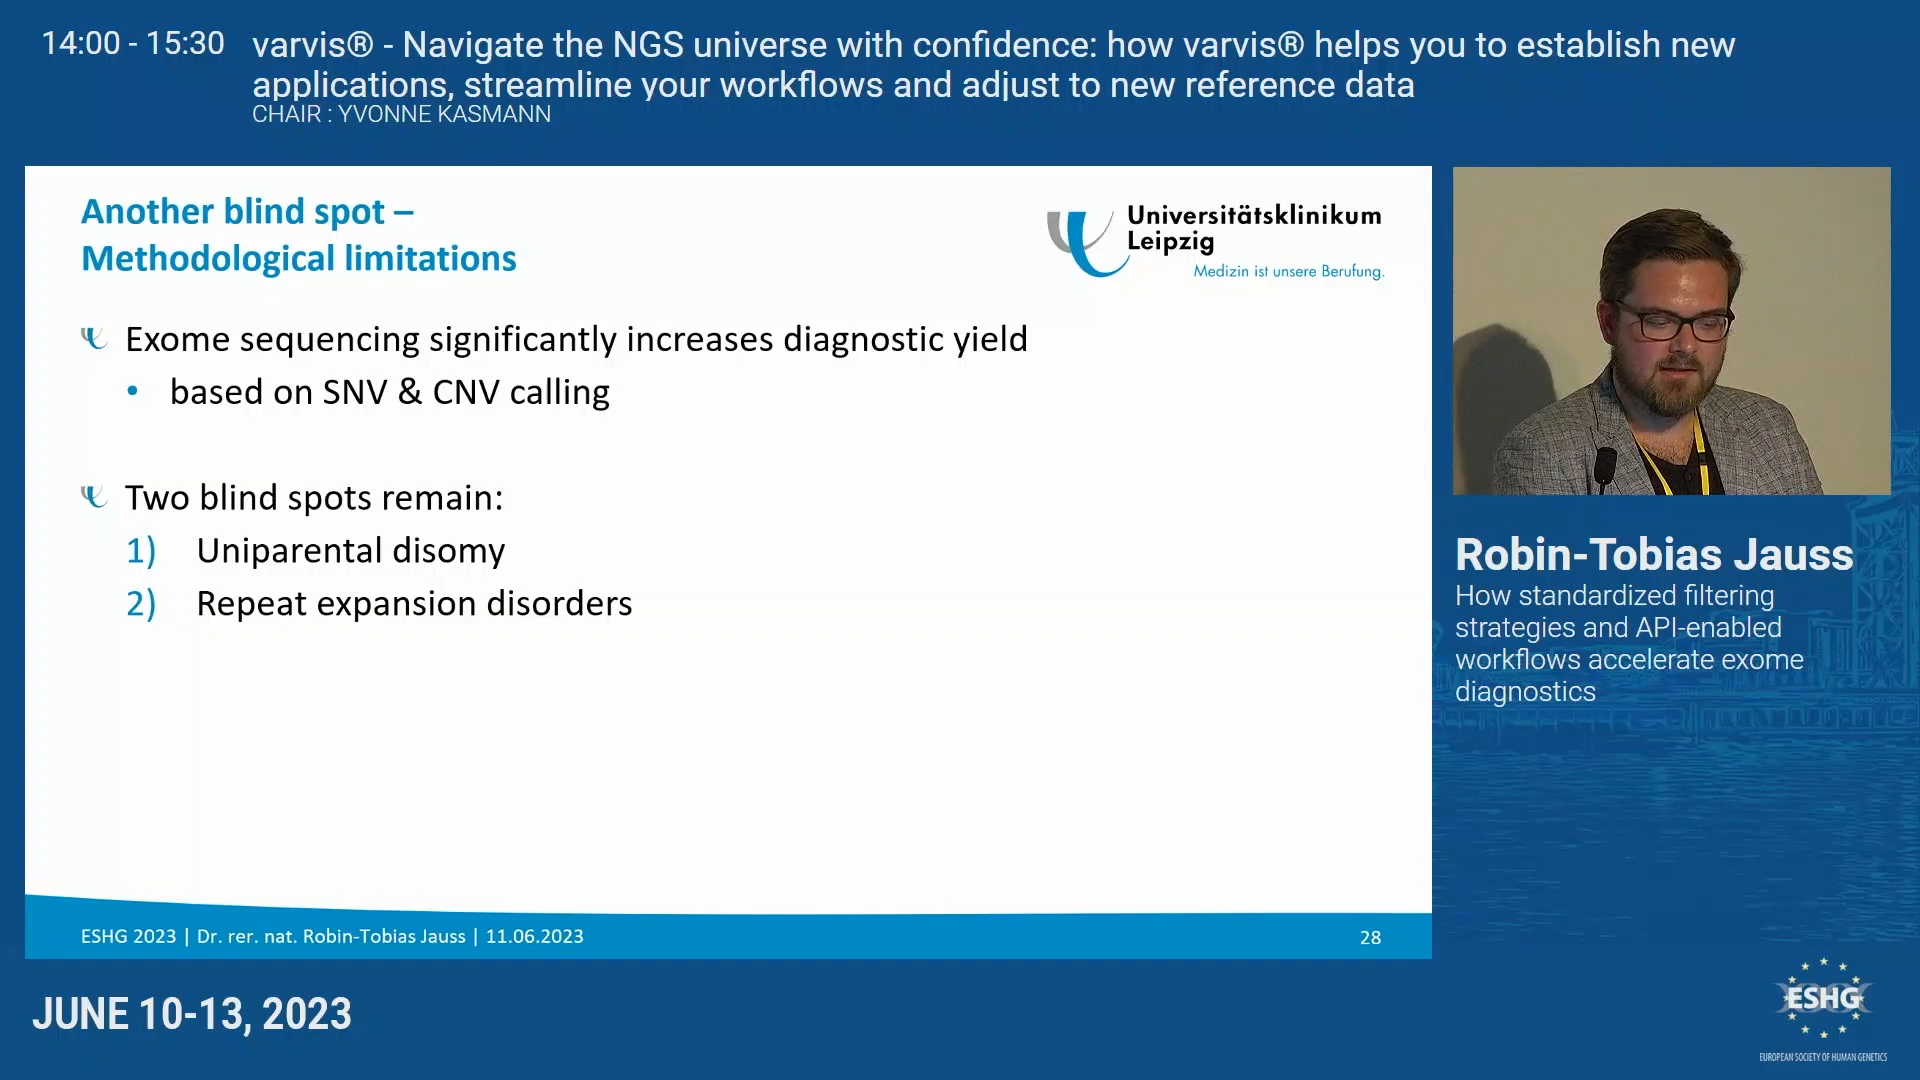 14:00 - 15:30
varvis® - Navigate the NGS universe with confidence: how varvis® helps you to establish new
applications, streamline your workflows and adjust to new reference data
CHAIR : YVONNE KASMANN
Another blind spot –
Methodological limitations
Universitätsklinikum
Leipzig
Medizin ist unsere Berufung.
Exome sequencing significantly increases diagnostic yield
• based on SNV & CNV calling
Two blind spots remain:
1) Uniparental disomy
2) Repeat expansion disorders
ESHG 2023 | Dr. rer. nat. Robin-Tobias Jauss | 11.06.2023
28
Robin-Tobias Jauss
How standardized filtering
strategies and API-enabled
workflows accelerate exome
diagnostics
JUNE 10-13, 2023
ESHG
EUROPEAN SOCIETY OF HUMAN GENETICS